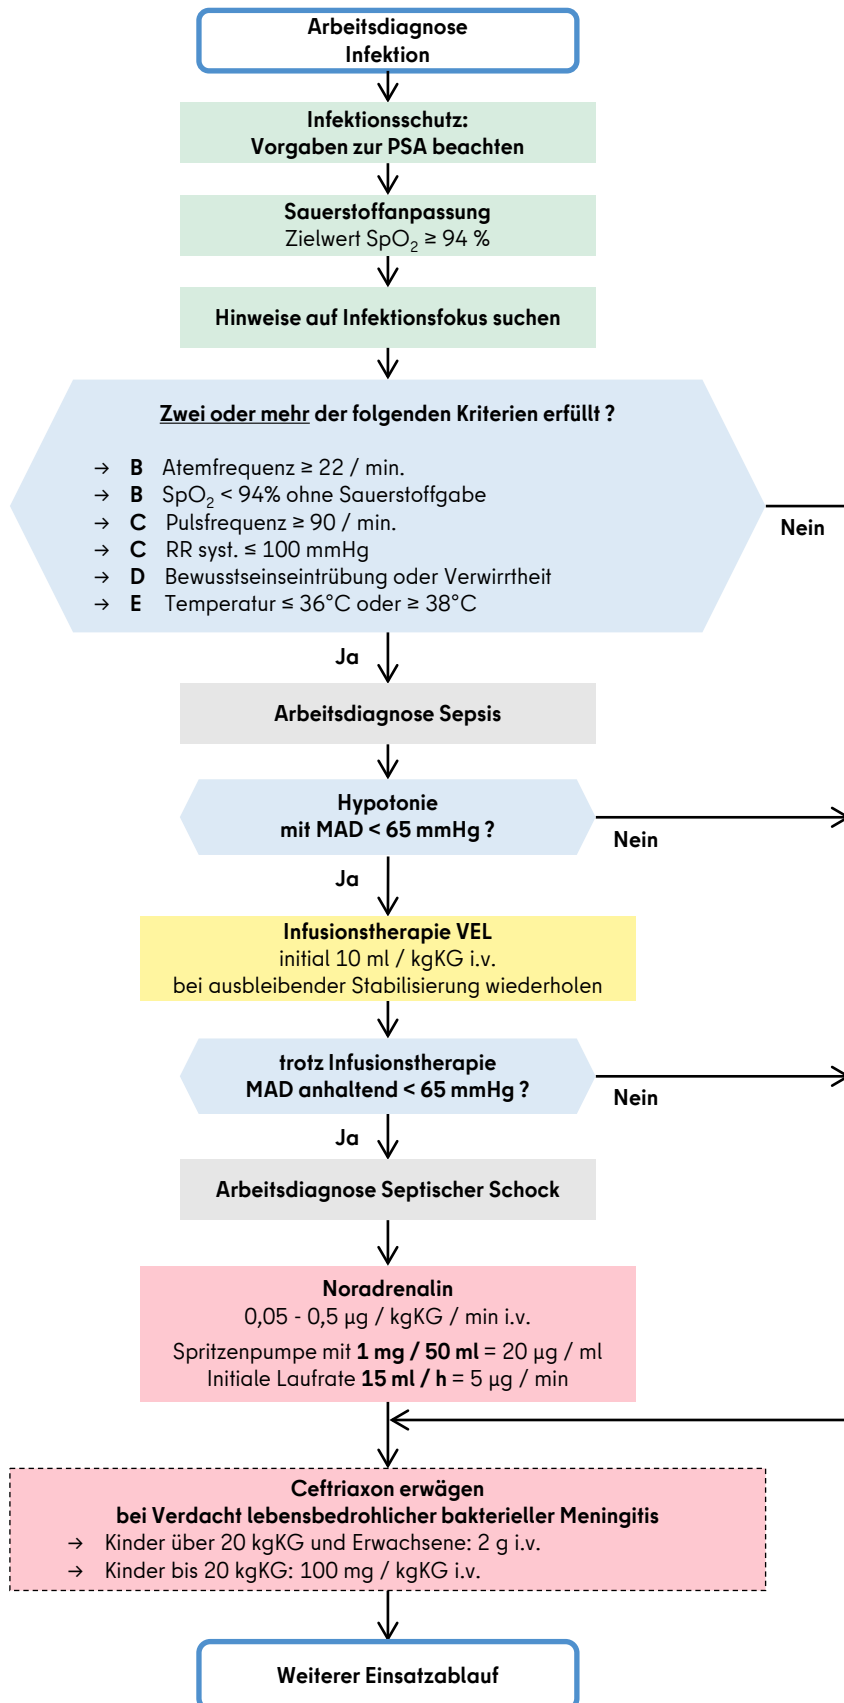 Arbeitsdiagnose
Infektion
Infektionsschutz:
Vorgaben zur PSA beachten
Sauerstoffanpassung
Zielwert SpO₂ ≥ 94 %
Hinweise auf Infektionsfokus suchen
Zwei oder mehr der folgenden Kriterien erfüllt ?
→ B Atemfrequenz ≥ 22 / min.
→ B SpO₂ < 94% ohne Sauerstoffgabe
→ C Pulsfrequenz ≥ 90 / min.
→ C RR syst. ≤ 100 mmHg
→ D Bewusstseinseintrübung oder Verwirrtheit
→ E Temperatur ≤ 36°C oder ≥ 38°C
Nein
Ja
Arbeitsdiagnose Sepsis
Hypotonie
mit MAD < 65 mmHg ?
Nein
Ja
Infusionstherapie VEL
initial 10 ml / kgKG i.v.
bei ausbleibender Stabilisierung wiederholen
trotz Infusionstherapie
MAD anhaltend < 65 mmHg ?
Nein
Ja
Arbeitsdiagnose Septischer Schock
Noradrenalin
0,05 - 0,5 µg / kgKG / min i.v.
Spritzenpumpe mit 1 mg / 50 ml = 20 µg / ml
Initiale Laufrate 15 ml / h = 5 µg / min
Ceftriaxon erwägen
bei Verdacht lebensbedrohlicher bakterieller Meningitis
→ Kinder über 20 kgKG und Erwachsene: 2 g i.v.
→ Kinder bis 20 kgKG: 100 mg / kgKG i.v.
Weiterer Einsatzablauf